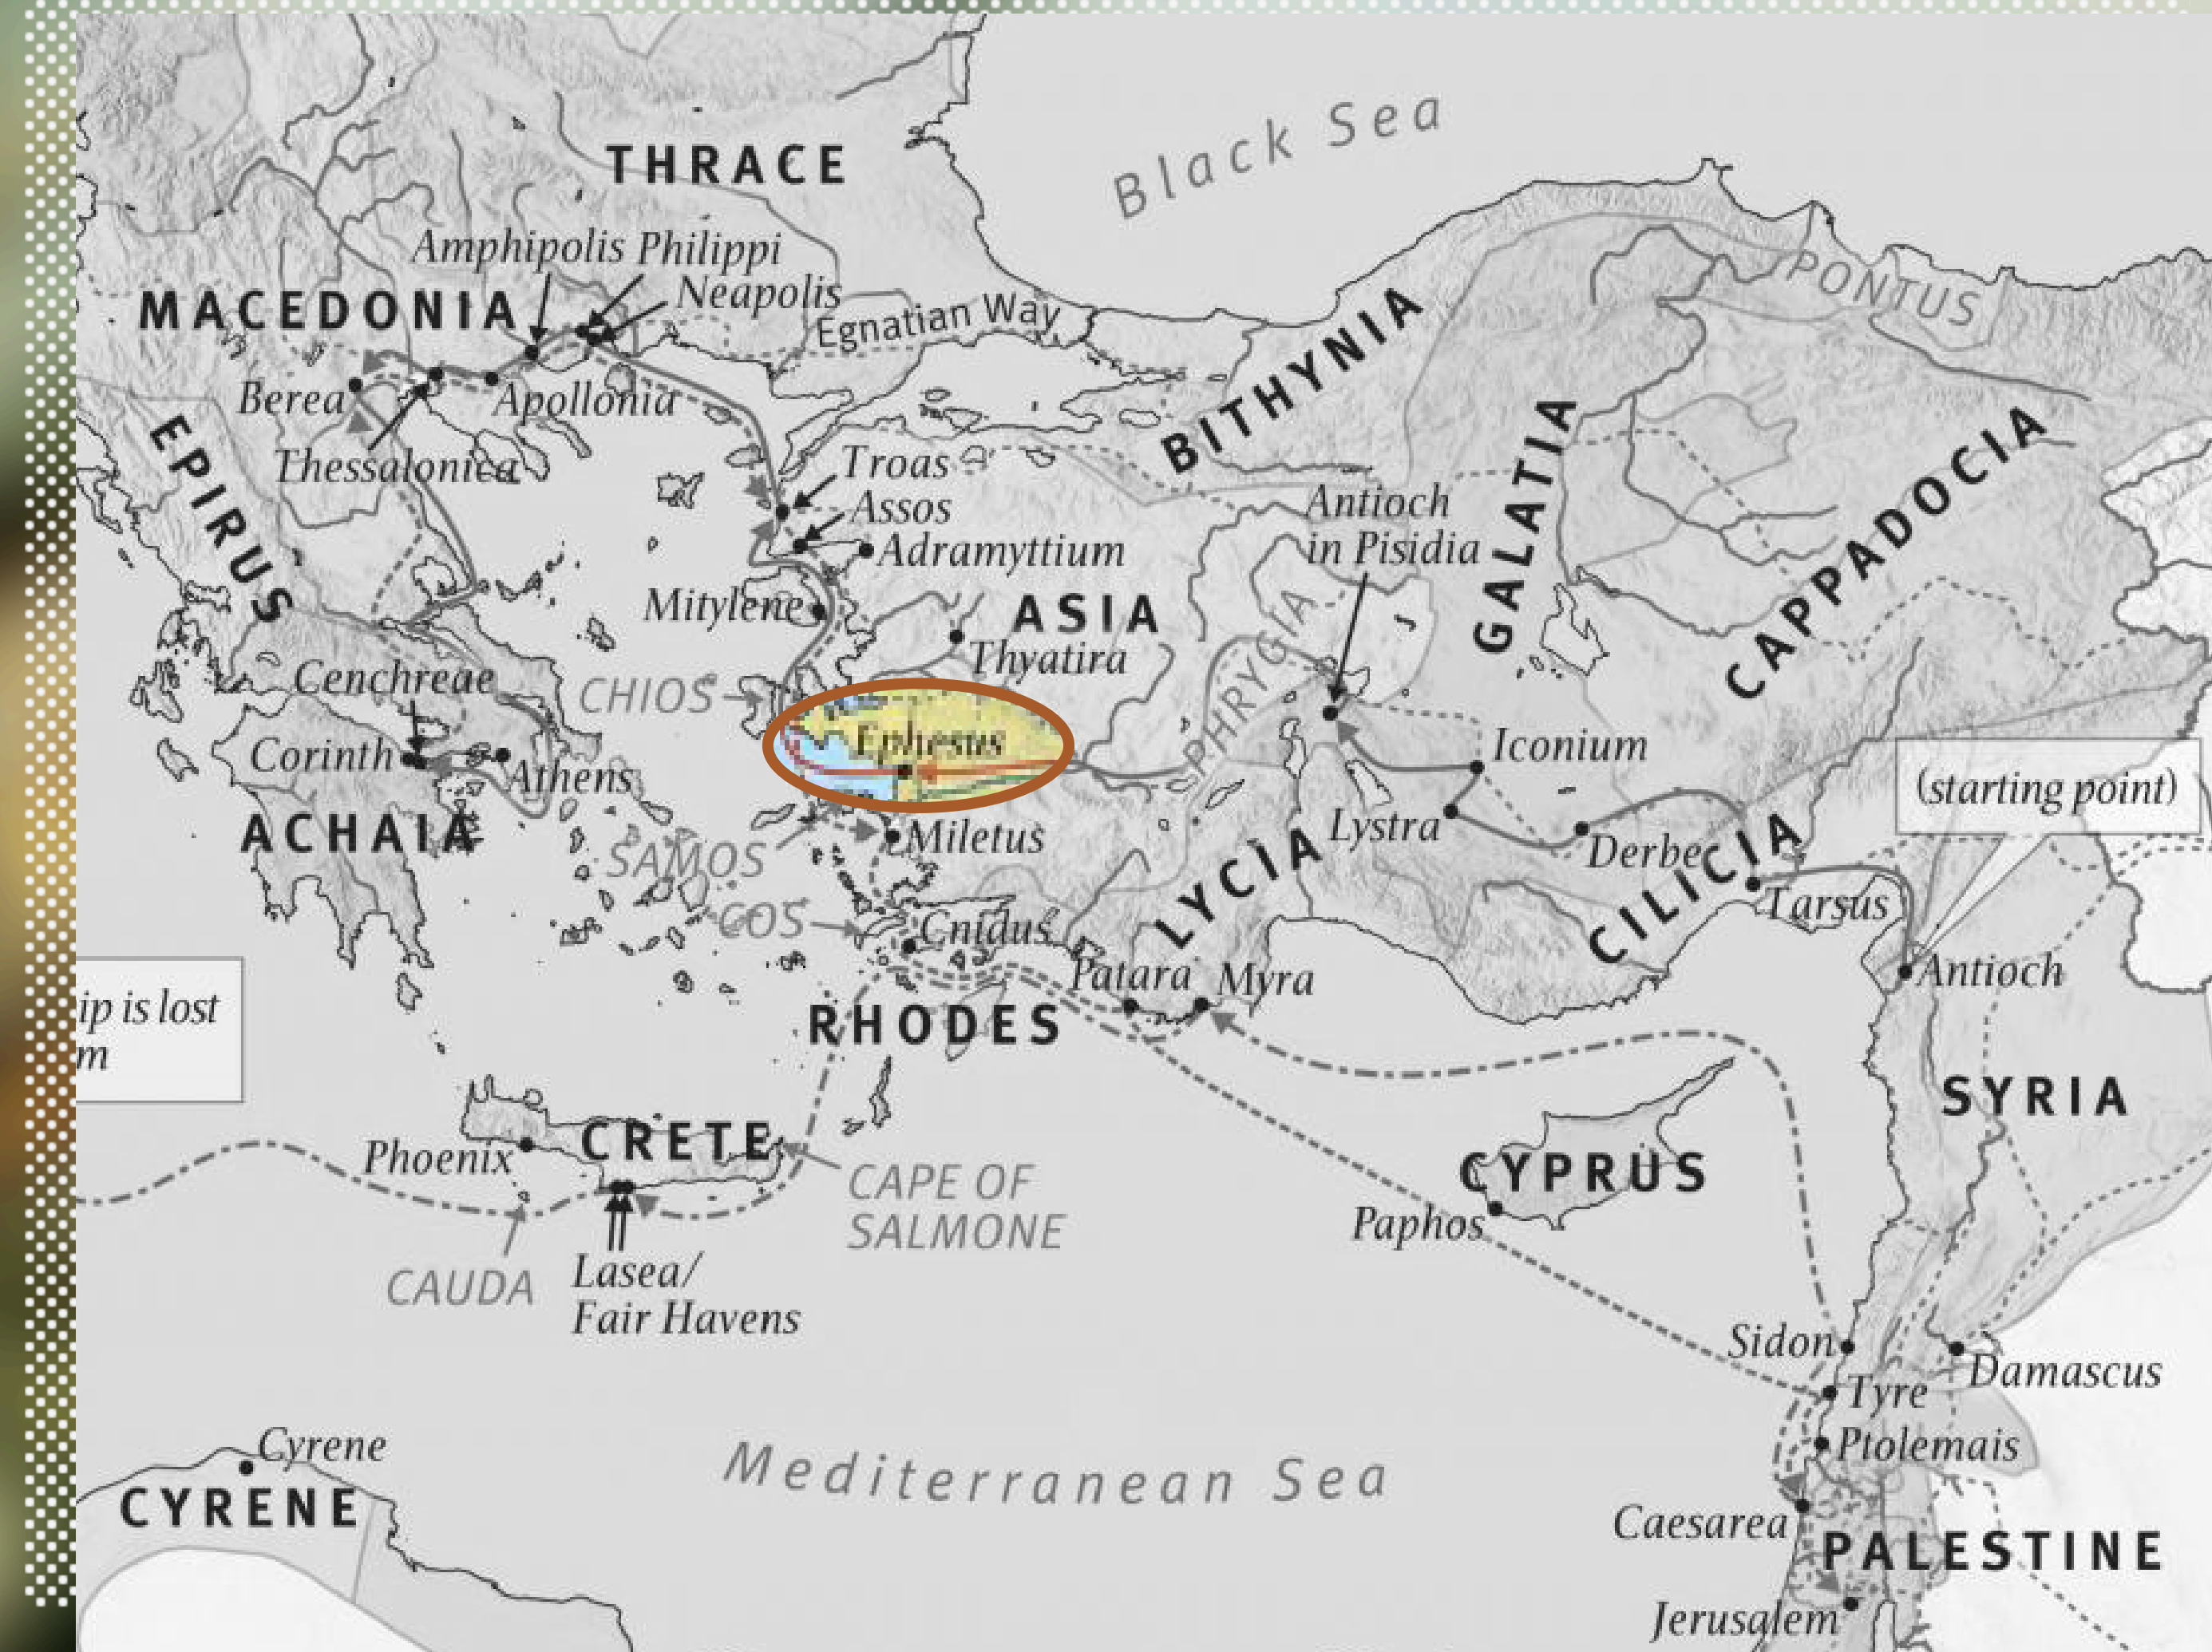 Black Sea
THRACE
Amphipolis Philippi
Neapolis
MACEDONIA
Egnatian Way
PONTUS
BITHYNIA
Berea
Apollonia
Thessalonica
EPIRUS
Troas
Assos
Adramyttium
Antioch
in Pisidia
GALATIA
CAPPADOCIA
Mitylene
ASIA
Thyatira
PHRYGIA
Cenchreae
CHIOS
Ephesus
Corinth
Athens
Iconium
(starting point)
ACHAIA
SAMOS
Miletus
LYCIA
Lystra
Derbe
CILICIA
Tarsus
COS
Cnidus
Patara
Myra
Antioch
ip is lost
m
RHODES
SYRIA
CRETE
Phoenix
CAPE OF
SALMONE
CYPRUS
Paphos
CAUDA
Lasea/
Fair Havens
Sidon
Damascus
Tyre
Ptolemais
Cyrene
CYRENE
Mediterranean Sea
Caesarea
PALESTINE
Jerusalem